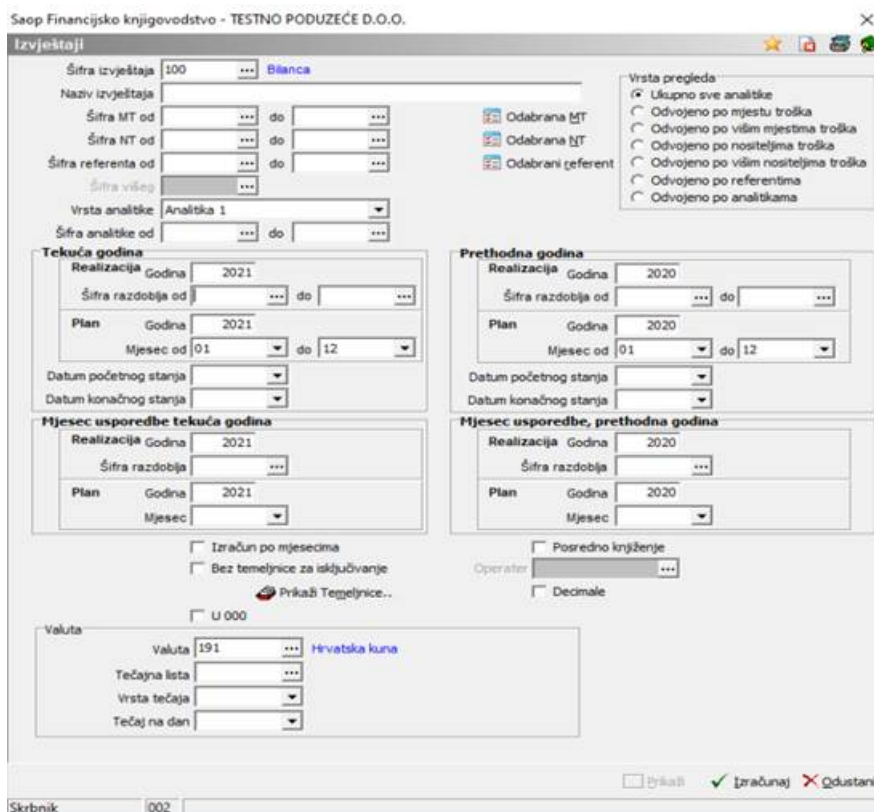 Saop Financijsko knjigovodstvo - TESTNO PODUZEĆE D.O.O.
Izvještaji
Šifra izvještaja 100 ... Bilanca
Naziv izvještaja
Šifra MT od ... do ... Odabrana MT
Šifra NT od ... do ... Odabrana NT
Šifra referenta od ... do ... Odabrani referent
Šifra višeg ...
Vrsta analitike Analitika 1
Šifra analitike od ... do ...
Vrsta pregleda
Ukupno sve analitike
Odvojeno po mjestu troška
Odvojeno po višim mjestima troška
Odvojeno po nositeljima troška
Odvojeno po višim nositeljima troška
Odvojeno po referentima
Odvojeno po analitikama
Tekuća godina
Realizacija Godina 2021
Šifra razdoblja od ... do ...
Plan Godina 2021
Mjesec od 01 do 12
Datum početnog stanja
Datum konačnog stanja
Prethodna godina
Realizacija Godina 2020
Šifra razdoblja od ... do ...
Plan Godina 2020
Mjesec od 01 do 12
Datum početnog stanja
Datum konačnog stanja
Mjesec usporedbe tekuća godina
Realizacija Godina 2021
Šifra razdoblja ...
Plan Godina 2021
Mjesec
Mjesec usporedbe, prethodna godina
Realizacija Godina 2020
Šifra razdoblja ...
Plan Godina 2020
Mjesec
Izračun po mjesecima
Bez temeljnice za isključivanje
Prikaži Temeljnice..
U 000
Posredno knjiženje
Operater ...
Decimale
Valuta
Valuta 191 ... Hrvatska kuna
Tečajna lista ...
Vrsta tečaja
Tečaj na dan
Prikaži Izračunaj Odustani
Skrbnik 002